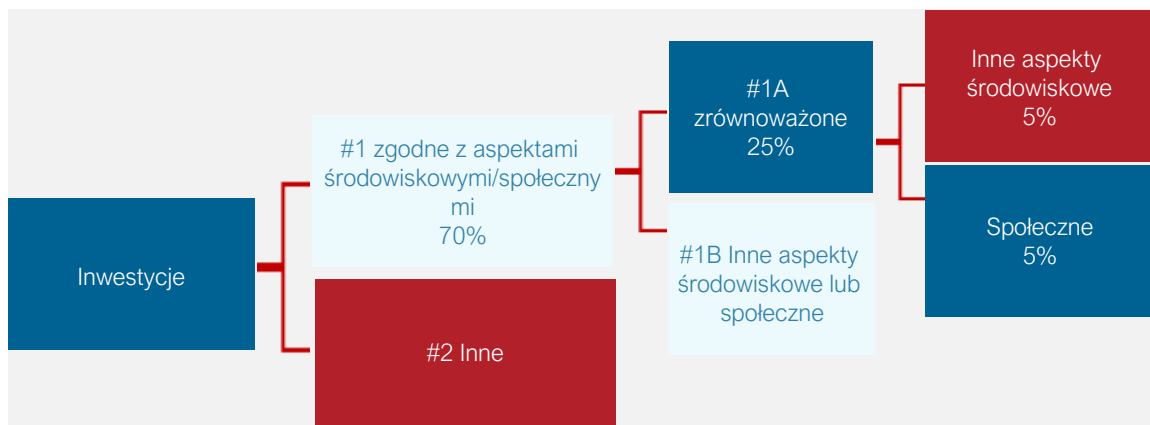 Inwestycje
#1 zgodne z aspektami
środowiskowymi/społeczny
mi
70%
#2 Inne
#1A
zrównoważone
25%
#1B Inne aspekty
środowiskowe lub
społeczne
Inne aspekty
środowiskowe
5%
Społeczne
5%